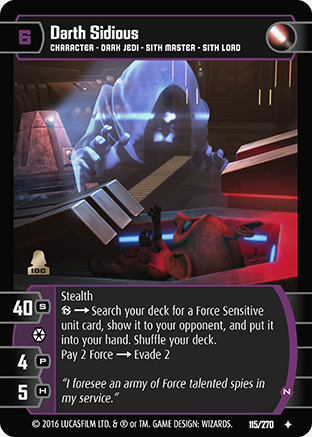 6
Darth Sidious
CHARACTER - DARK JEDI - SITH MASTER - SITH LORD
IDC
40 S
4 P
5 H
Stealth
→ Search your deck for a Force Sensitive
unit card, show it to your opponent, and put it
into your hand. Shuffle your deck.
Pay 2 Force → Evade 2
"I foresee an army of Force talented spies in
my service."
N
© 2016 LUCASFILM LTD. & ® or TM. GAME DESIGN: WIZARDS. 115/270